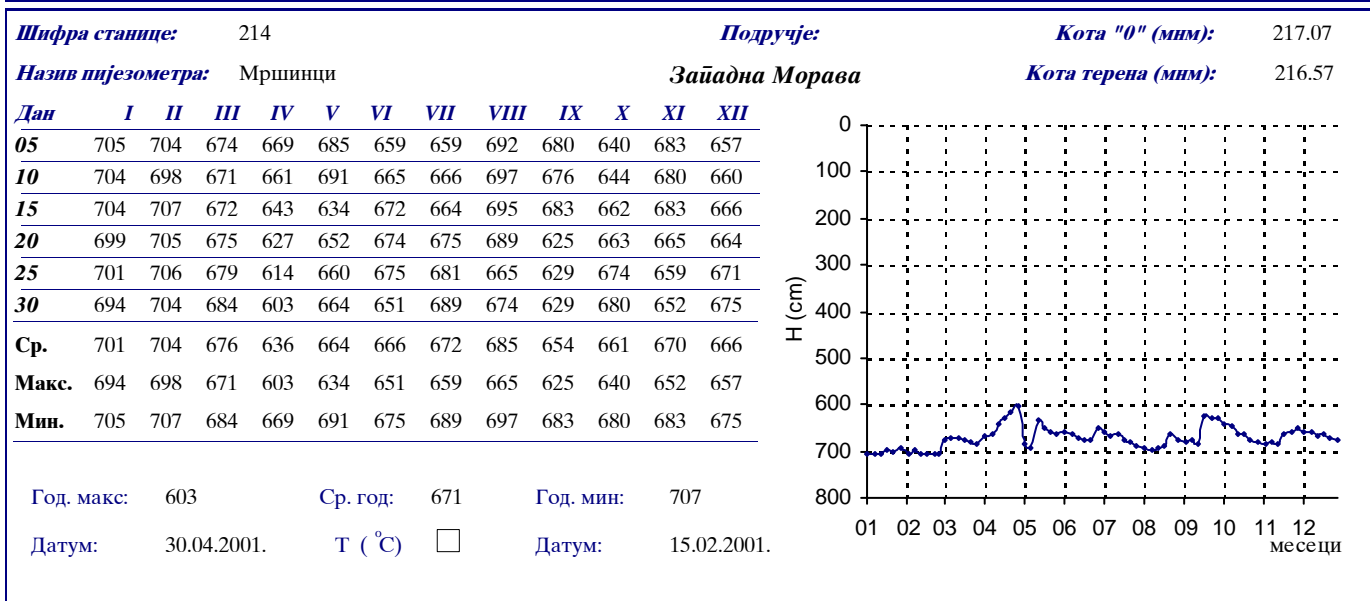 Шифра станице: 214 Подручје: Кота "0" (мнм): 217.07
Назив пијезометра: Мршинци Западна Морава Кота терена (мнм): 216.57
Дан I II III IV V VI VII VIII IX X XI XII
05 705 704 674 669 685 659 659 692 680 640 683 657
10 704 698 671 661 691 665 666 697 676 644 680 660
15 704 707 672 643 634 672 664 695 683 662 683 666
20 699 705 675 627 652 674 675 689 625 663 665 664
25 701 706 679 614 660 675 681 665 629 674 659 671
30 694 704 684 603 664 651 689 674 629 680 652 675
Ср. 701 704 676 636 664 666 672 685 654 661 670 666
Макс. 694 698 671 603 634 651 659 665 625 640 652 657
Мин. 705 707 684 669 691 675 689 697 683 680 683 675
Год. макс: 603 Ср. год: 671 Год. мин: 707
Датум: 30.04.2001. T ( °C) Датум: 15.02.2001.
H (cm)
0
100
200
300
400
500
600
700
800
01 02 03 04 05 06 07 08 09 10 11 12
месеци